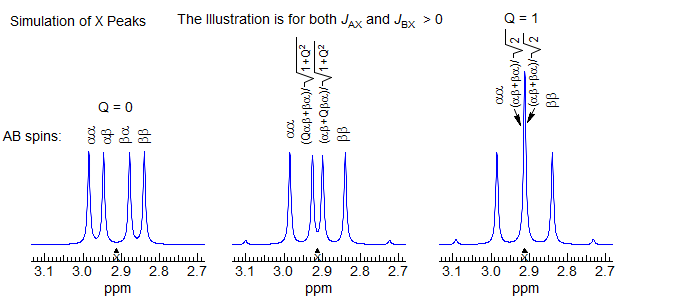 Simulation of X Peaks
The Illustration is for both J_AX and J_BX > 0
Q = 1
Q = 0
AB spins:
αα
αβ
βα
ββ
αα
(Qαβ+βα)/√1+Q²
(αβ+Qβα)/√1+Q²
ββ
αα
(αβ+βα)/√2
(αβ+βα)/√2
ββ
3.1 3.0 2.9 2.8 2.7
ppm
X
3.1 3.0 2.9 2.8 2.7
ppm
X
3.1 3.0 2.9 2.8 2.7
ppm
X